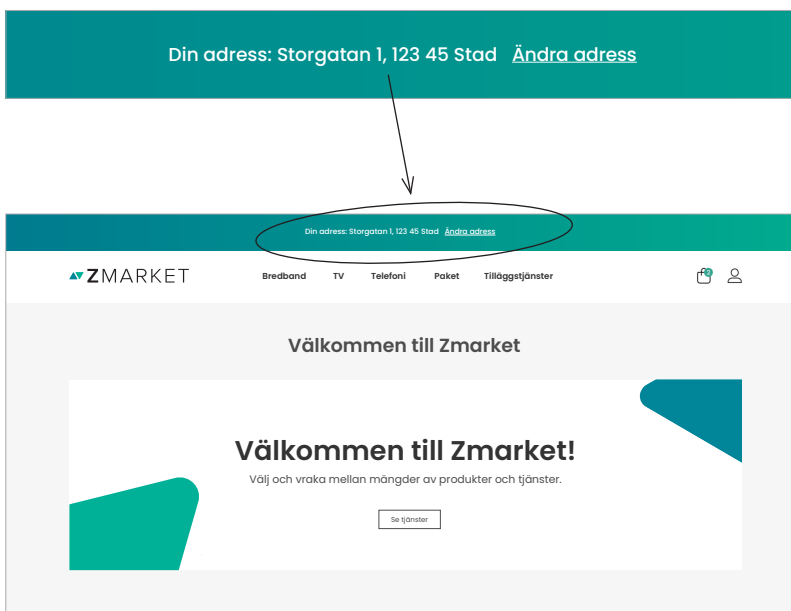 Din adress: Storgatan 1, 123 45 Stad Ändra adress
Din adress: Storgatan 1, 123 45 Stad Ändra adress
ZMARKET Bredband TV Telefoni Paket Tilläggstjänster 2
Välkommen till Zmarket
Välkommen till Zmarket!
Välj och vraka mellan mängder av produkter och tjänster.
Se tjänster